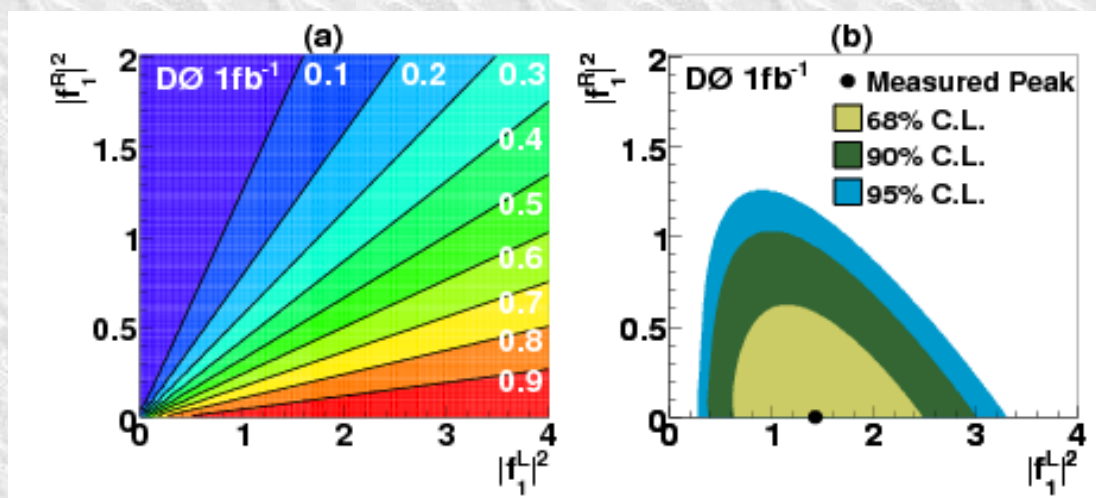 (a)
|f₁ᴿ|²
DØ 1fb⁻¹
0.1
0.2
0.3
0.4
0.5
0.6
0.7
0.8
0.9
2
1.5
1
0.5
0
0 1 2 3 4
|f₁ᴸ|²
(b)
|f₁ᴿ|²
DØ 1fb⁻¹
Measured Peak
68% C.L.
90% C.L.
95% C.L.
2
1.5
1
0.5
0
0 1 2 3 4
|f₁ᴸ|²